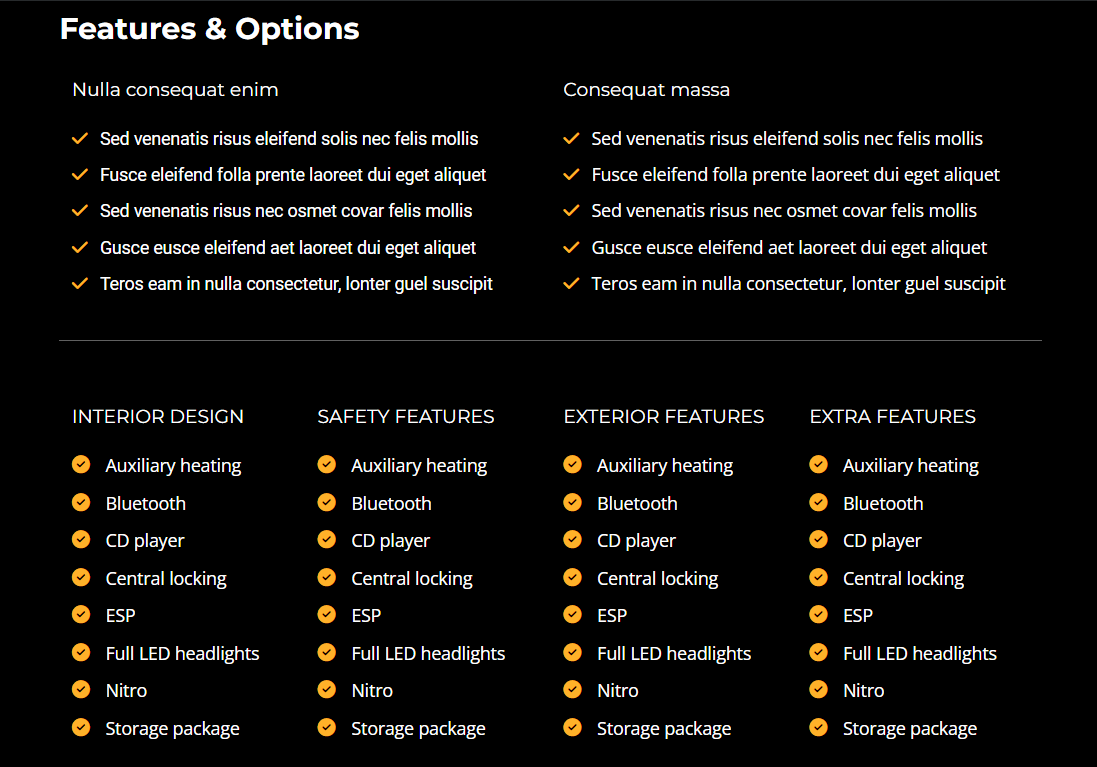 Features & Options
Nulla consequat enim
Sed venenatis risus eleifend solis nec felis mollis
Fusce eleifend folla prente laoreet dui eget aliquet
Sed venenatis risus nec osmet covar felis mollis
Gusce eusce eleifend aet laoreet dui eget aliquet
Teros eam in nulla consectetur, lonter guel suscipit
Consequat massa
Sed venenatis risus eleifend solis nec felis mollis
Fusce eleifend folla prente laoreet dui eget aliquet
Sed venenatis risus nec osmet covar felis mollis
Gusce eusce eleifend aet laoreet dui eget aliquet
Teros eam in nulla consectetur, lonter guel suscipit
INTERIOR DESIGN
Auxiliary heating
Bluetooth
CD player
Central locking
ESP
Full LED headlights
Nitro
Storage package
SAFETY FEATURES
Auxiliary heating
Bluetooth
CD player
Central locking
ESP
Full LED headlights
Nitro
Storage package
EXTERIOR FEATURES
Auxiliary heating
Bluetooth
CD player
Central locking
ESP
Full LED headlights
Nitro
Storage package
EXTRA FEATURES
Auxiliary heating
Bluetooth
CD player
Central locking
ESP
Full LED headlights
Nitro
Storage package